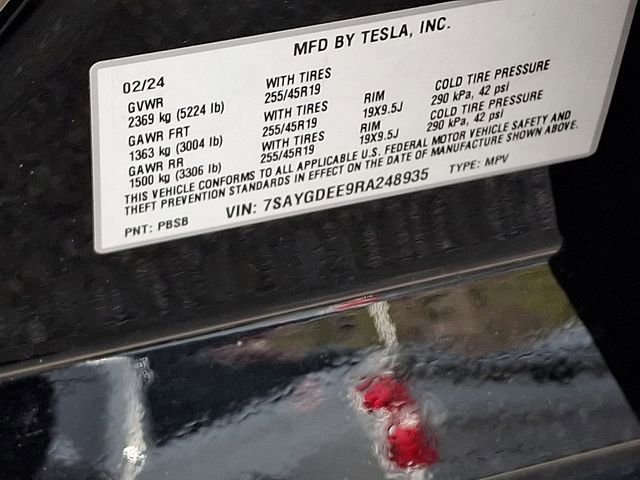 MFD BY TESLA, INC.
02/24
GVWR WITH TIRES COLD TIRE PRESSURE
2369 kg (5224 lb) 255/45R19 RIM 290 kPa, 42 psi
GAWR FRT WITH TIRES 19X9.5J COLD TIRE PRESSURE
1363 kg (3004 lb) 255/45R19 RIM 290 kPa, 42 psi
GAWR RR WITH TIRES 19X9.5J
1500 kg (3306 lb) 255/45R19
THIS VEHICLE CONFORMS TO ALL APPLICABLE U.S. FEDERAL MOTOR VEHICLE SAFETY AND
THEFT PREVENTION STANDARDS IN EFFECT ON THE DATE OF MANUFACTURE SHOWN ABOVE.
PNT: PBSB VIN: 7SAYGDEE9RA248935 TYPE: MPV